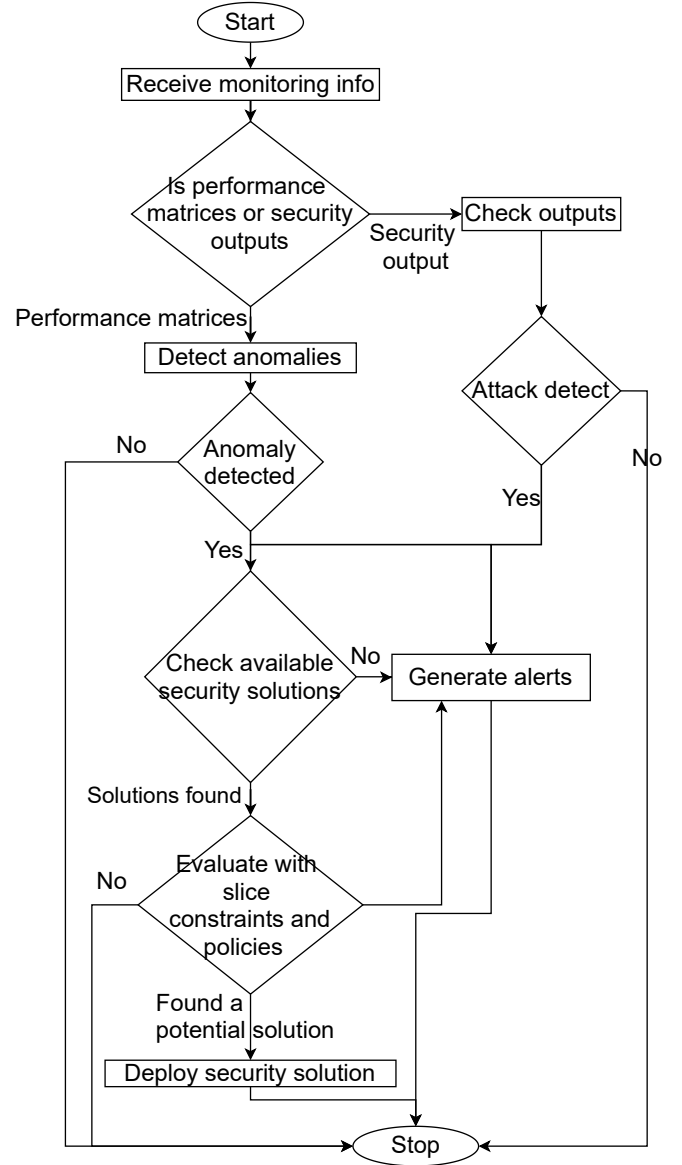 Start
Receive monitoring info
Is performance
matrices or security
outputs
Check outputs
Security
output
Performance matrices
Detect anomalies
Attack detect
No
Anomaly
detected
No
Yes
Yes
No
Check available
security solutions
Generate alerts
Solutions found
Evaluate with
slice
constraints and
policies
No
Found a
potential solution
Deploy security solution
Stop